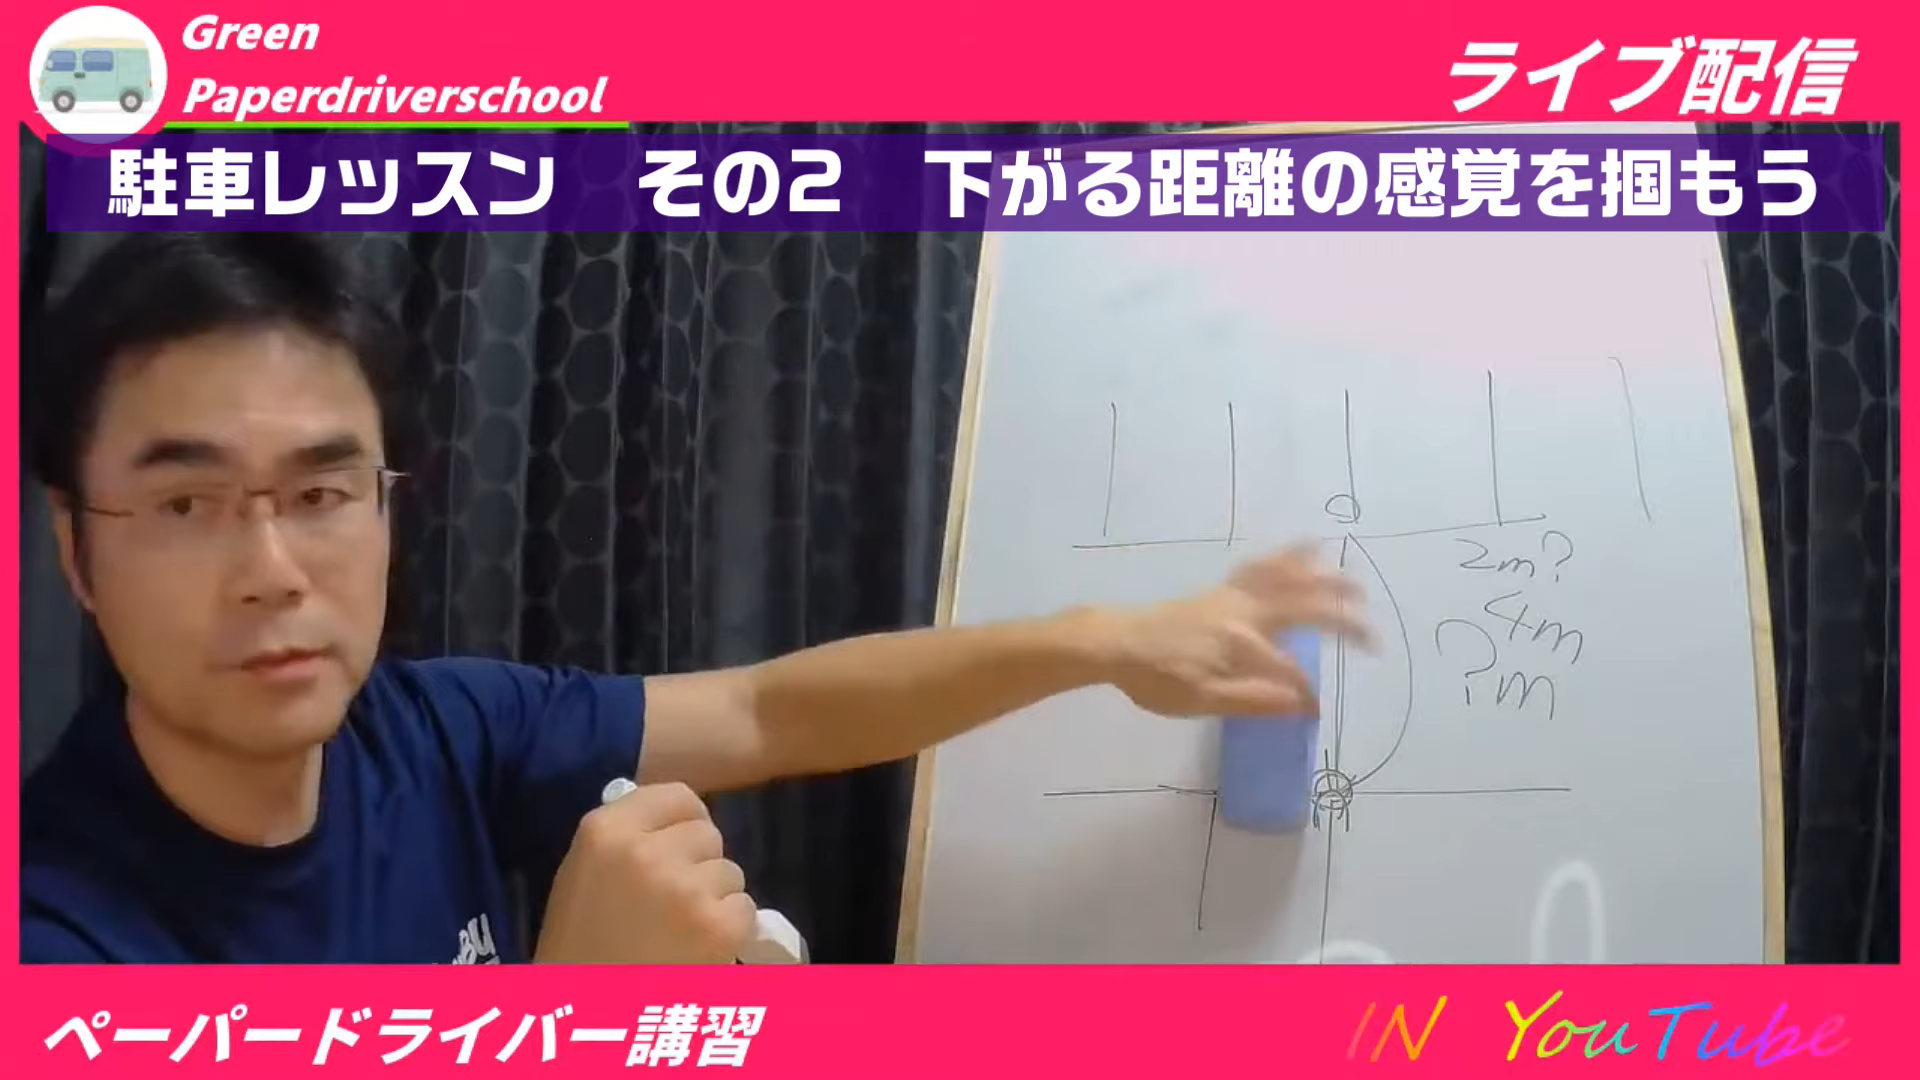 Green
Paperdriverschool
ライブ配信
駐車レッスン　その2　下がる距離の感覚を掴もう
2m?
4m
?m
ペーパードライバー講習
IN YouTube